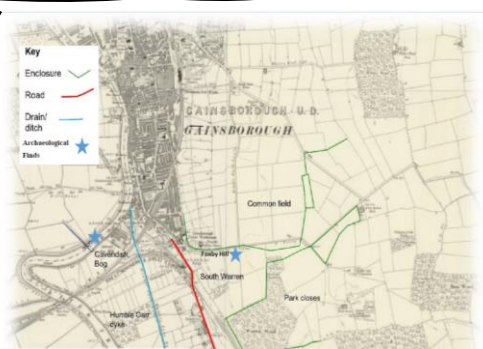 Key
Enclosure
Road
Drain/
ditch
Archaeological
Finds
GAINSBOROUGH U.D.
GAINSBOROUGH
Common field
Foxby Hill
Cavendish
Bog
South Warren
Park closes
Humble Carr
dyke